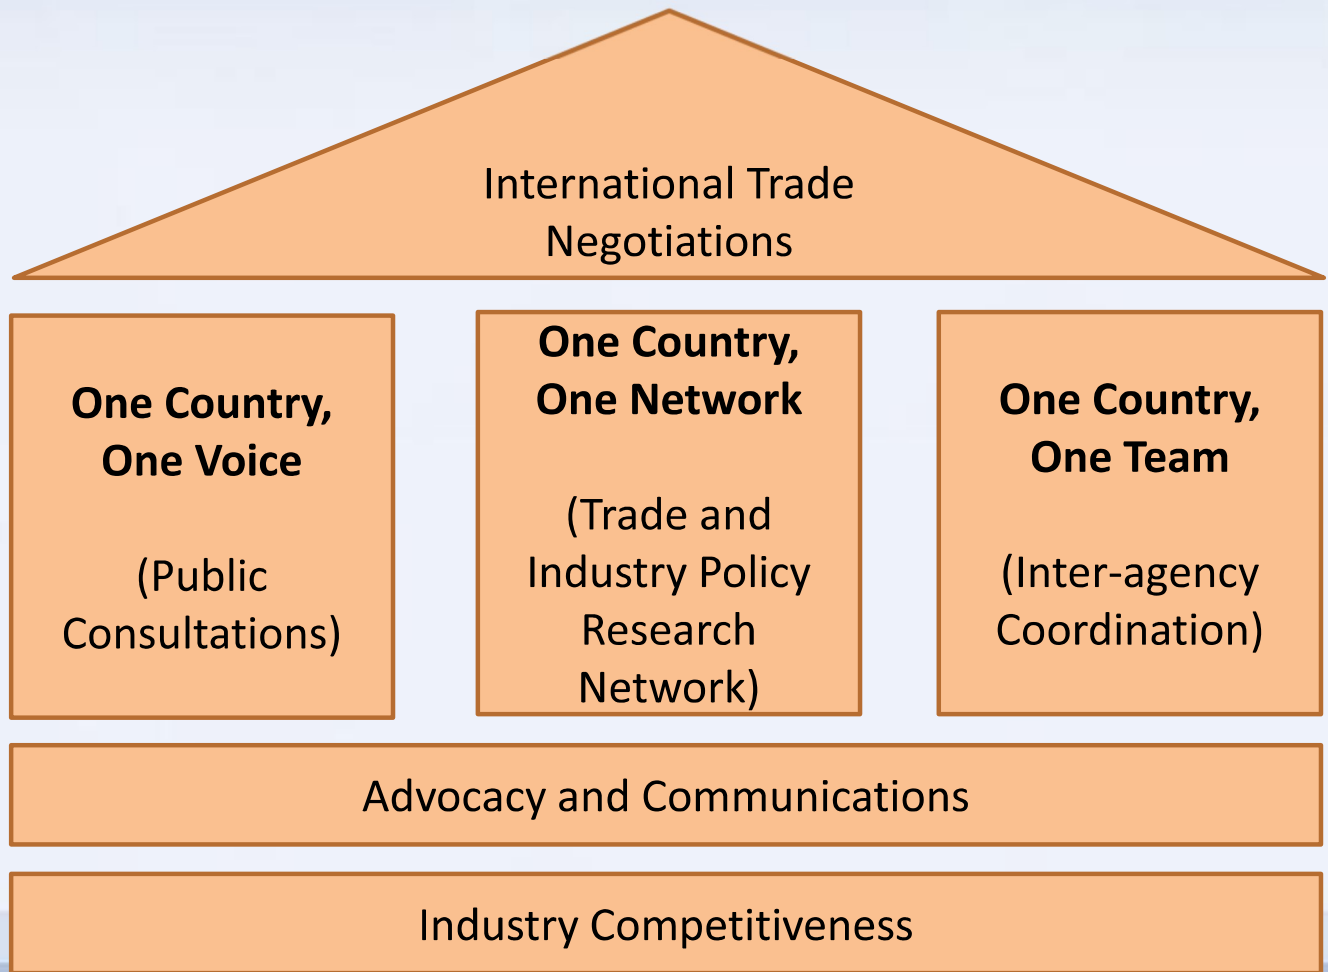 International Trade
Negotiations
One Country,
One Voice
(Public
Consultations)
One Country,
One Network
(Trade and
Industry Policy
Research
Network)
One Country,
One Team
(Inter-agency
Coordination)
Advocacy and Communications
Industry Competitiveness